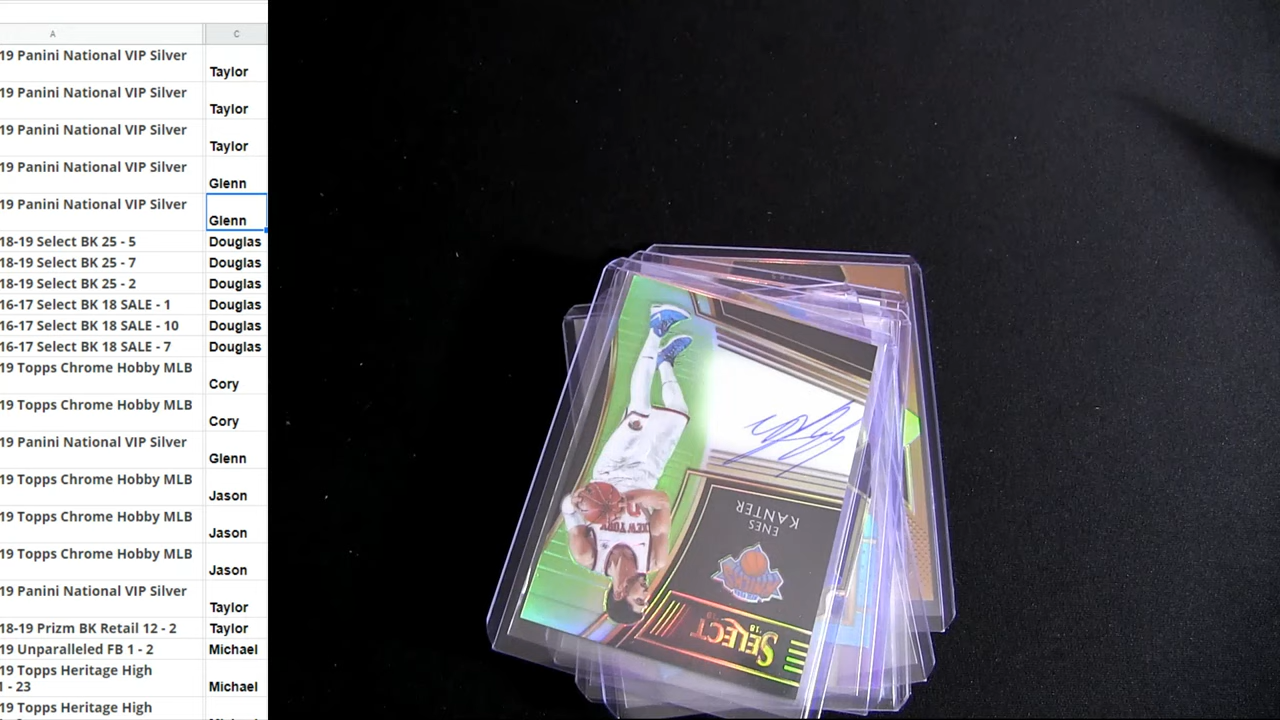 A C
19 Panini National VIP Silver
Taylor
19 Panini National VIP Silver
Taylor
19 Panini National VIP Silver
Taylor
19 Panini National VIP Silver
Glenn
19 Panini National VIP Silver
Glenn
18-19 Select BK 25 - 5 Douglas
18-19 Select BK 25 - 7 Douglas
18-19 Select BK 25 - 2 Douglas
16-17 Select BK 18 SALE - 1 Douglas
16-17 Select BK 18 SALE - 10 Douglas
16-17 Select BK 18 SALE - 7 Douglas
19 Topps Chrome Hobby MLB
Cory
19 Topps Chrome Hobby MLB
Cory
19 Panini National VIP Silver
Glenn
19 Topps Chrome Hobby MLB
Jason
19 Topps Chrome Hobby MLB
Jason
19 Topps Chrome Hobby MLB
Jason
19 Panini National VIP Silver
Taylor
18-19 Prizm BK Retail 12 - 2 Taylor
19 Unparalleled FB 1 - 2 Michael
19 Topps Heritage High
1 - 23 Michael
19 Topps Heritage High
ENES
KANTER
NEW YORK
SELECT